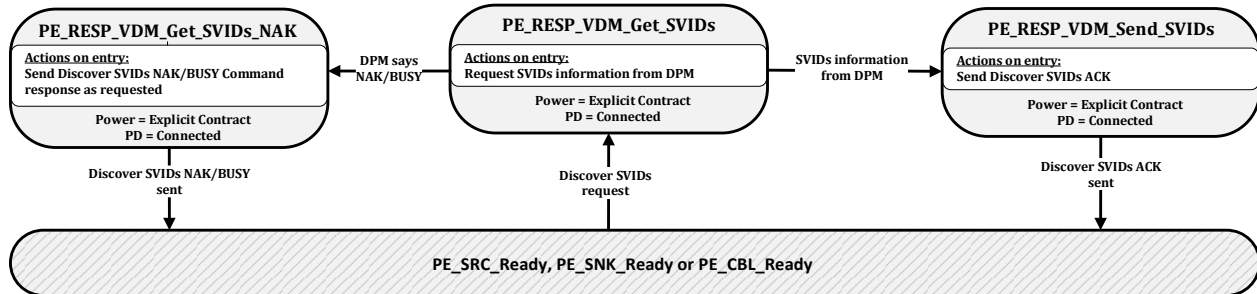 PE_RESP_VDM_Get_SVIDs_NAK
Actions on entry:
Send Discover SVIDs NAK/BUSY Command
response as requested
Power = Explicit Contract
PD = Connected
DPM says
NAK/BUSY
PE_RESP_VDM_Get_SVIDs
Actions on entry:
Request SVIDs information from DPM
Power = Explicit Contract
PD = Connected
SVIDs information
from DPM
PE_RESP_VDM_Send_SVIDs
Actions on entry:
Send Discover SVIDs ACK
Power = Explicit Contract
PD = Connected
Discover SVIDs NAK/BUSY
sent
Discover SVIDs
request
Discover SVIDs ACK
sent
PE_SRC_Ready, PE_SNK_Ready or PE_CBL_Ready